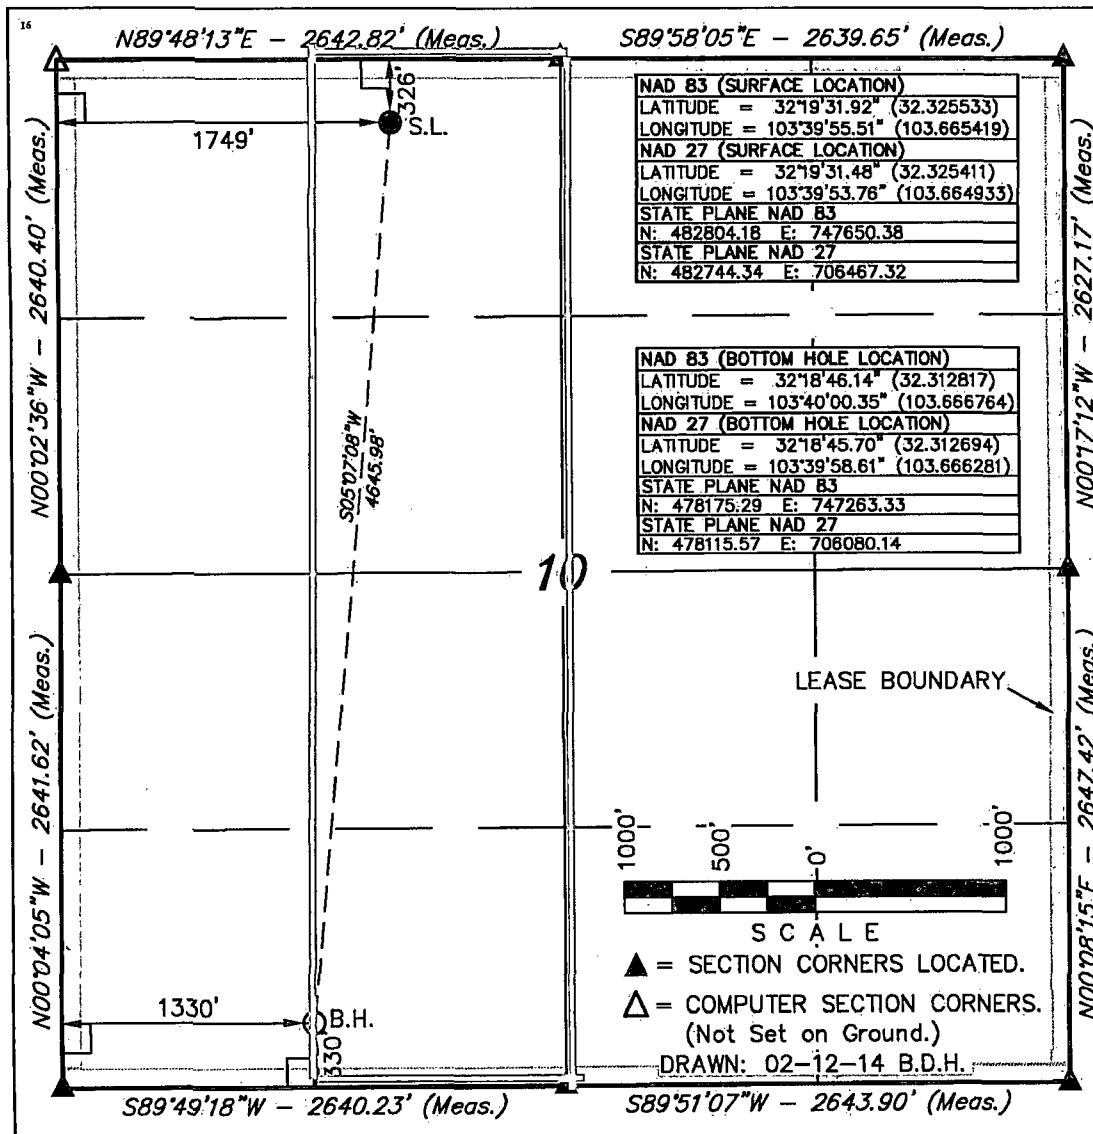 16
N89°48'13"E - 2642.82' (Meas.)
S89°58'05"E - 2639.65' (Meas.)
326'
S.L.
1749'
NAD 83 (SURFACE LOCATION)
LATITUDE = 32°19'31.92" (32.325533)
LONGITUDE = 103°39'55.51" (103.665419)
NAD 27 (SURFACE LOCATION)
LATITUDE = 32°19'31.48" (32.325411)
LONGITUDE = 103°39'53.76" (103.664933)
STATE PLANE NAD 83
N: 482804.18 E: 747650.38
STATE PLANE NAD 27
N: 482744.34 E: 706467.32
N00°02'36"W - 2640.40' (Meas.)
N00°17'12"W - 2627.17' (Meas.)
NAD 83 (BOTTOM HOLE LOCATION)
LATITUDE = 32°18'46.14" (32.312817)
LONGITUDE = 103°40'00.35" (103.666764)
NAD 27 (BOTTOM HOLE LOCATION)
LATITUDE = 32°18'45.70" (32.312694)
LONGITUDE = 103°39'58.61" (103.666281)
STATE PLANE NAD 83
N: 478175.29 E: 747263.33
STATE PLANE NAD 27
N: 478115.57 E: 706080.14
S05°07'08"W
4645.98'
10
LEASE BOUNDARY
N00°04'05"W - 2641.62' (Meas.)
N00°08'15"E - 2647.42' (Meas.)
1000' 500' 0' 1000'
SCALE
▲ = SECTION CORNERS LOCATED.
△ = COMPUTER SECTION CORNERS.
(Not Set on Ground.)
DRAWN: 02-12-14 B.D.H.
1330'
B.H.
330'
S89°49'18"W - 2640.23' (Meas.)
S89°51'07"W - 2643.90' (Meas.)